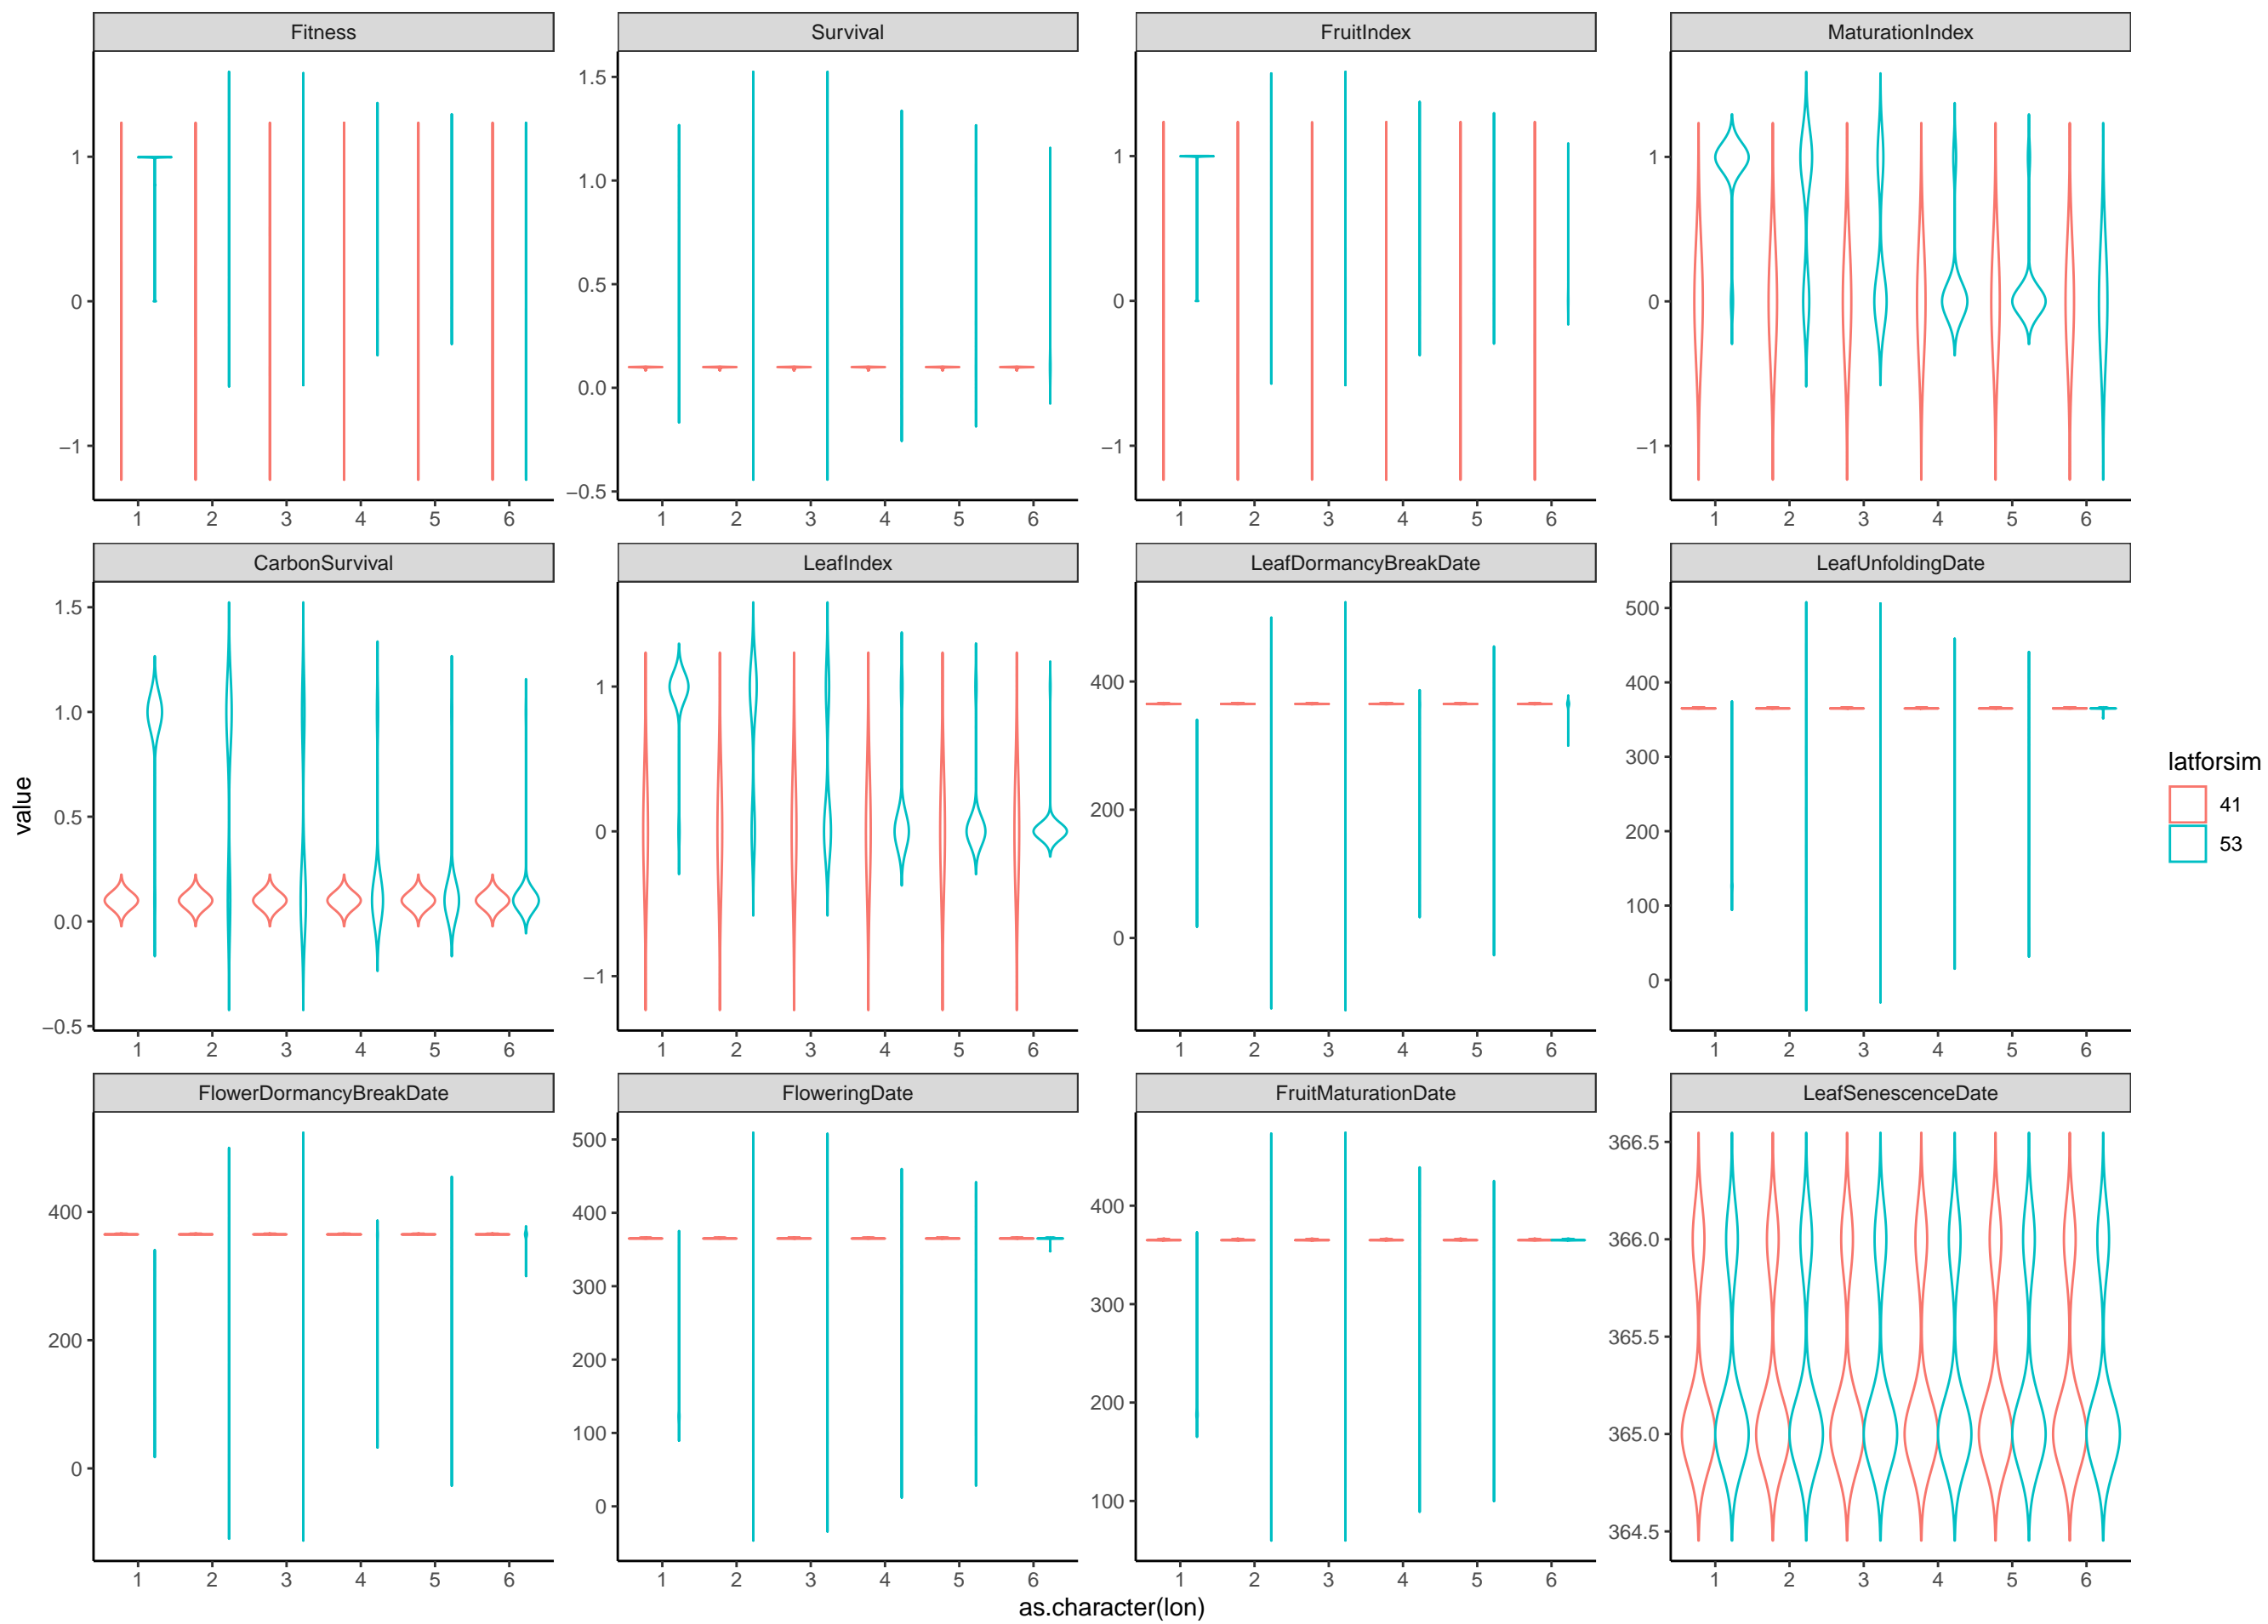 Fitness
Survival
FruitIndex
MaturationIndex
1
0
−1
1 2 3 4 5 6
1.5
1.0
0.5
0.0
−0.5
1 2 3 4 5 6
1
0
−1
1 2 3 4 5 6
1
0
−1
1 2 3 4 5 6
CarbonSurvival
LeafIndex
LeafDormancyBreakDate
LeafUnfoldingDate
1.5
1.0
0.5
0.0
−0.5
1 2 3 4 5 6
1
0
−1
1 2 3 4 5 6
400
200
0
1 2 3 4 5 6
500
400
300
200
100
0
1 2 3 4 5 6
FlowerDormancyBreakDate
FloweringDate
FruitMaturationDate
LeafSenescenceDate
400
200
0
1 2 3 4 5 6
500
400
300
200
100
0
1 2 3 4 5 6
400
300
200
100
1 2 3 4 5 6
366.5
366.0
365.5
365.0
364.5
1 2 3 4 5 6
value
as.character(lon)
latforsim
41
53